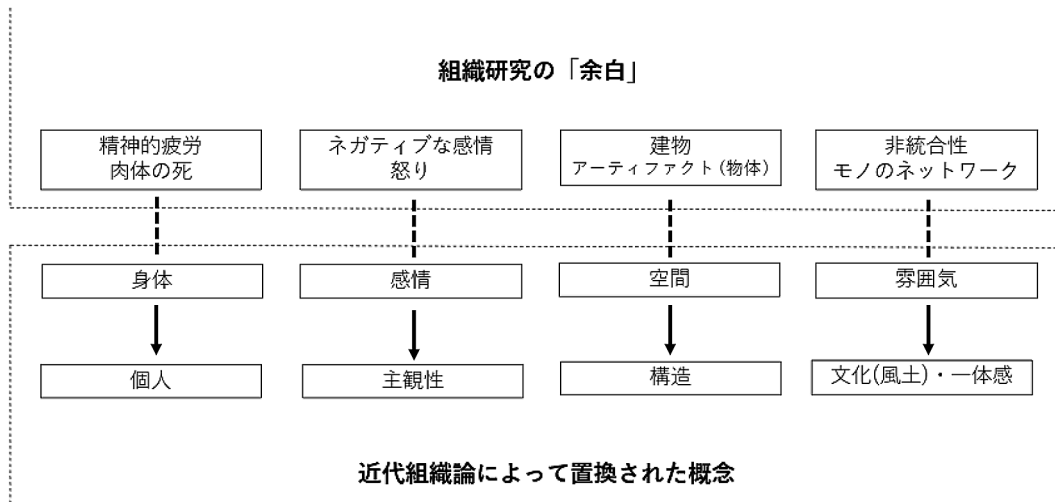 組織研究の「余白」
精神的疲労
肉体の死
ネガティブな感情
怒り
建物
アーティファクト(物体)
非統合性
モノのネットワーク
身体
感情
空間
雰囲気
個人
主観性
構造
文化(風土)・一体感
近代組織論によって置換された概念